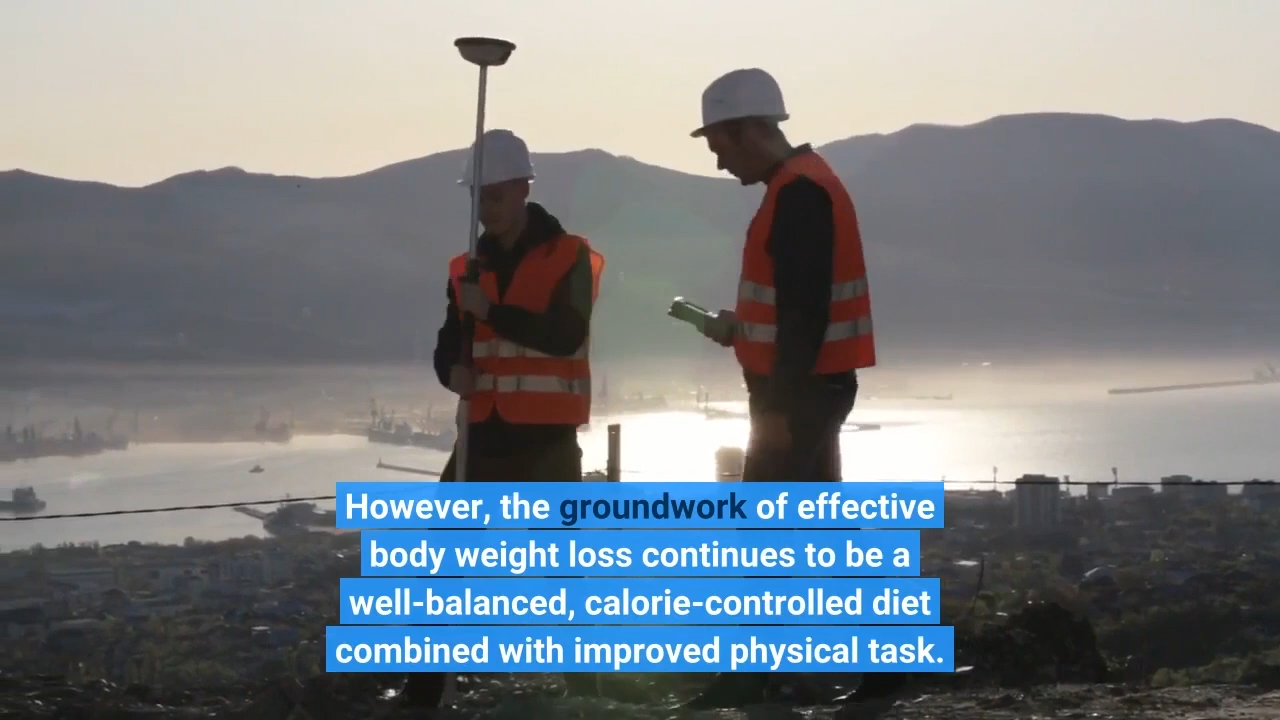 However, the groundwork of effective
body weight loss continues to be a
well-balanced, calorie-controlled diet
combined with improved physical task.